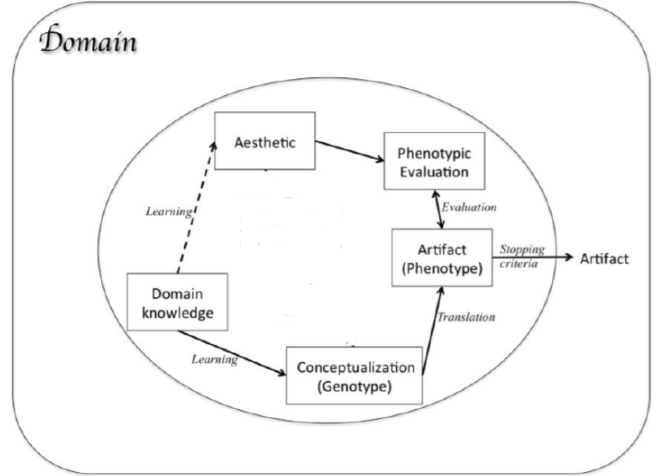 Domain
Aesthetic
Phenotypic
Evaluation
Learning
Evaluation
Artifact
(Phenotype)
Stopping
criteria
Artifact
Domain
knowledge
Translation
Learning
Conceptualization
(Genotype)